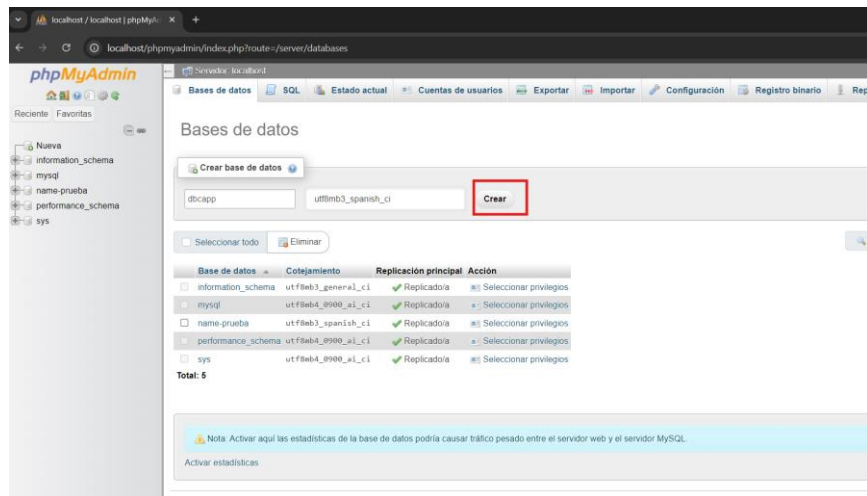 localhost / localhost | phpMyAd
localhost/phpmyadmin/index.php?route=/server/databases
phpMyAdmin
Reciente Favoritas
Nueva
information_schema
mysql
name-prueba
performance_schema
sys
Servidor: localhost
Bases de datos SQL Estado actual Cuentas de usuarios Exportar Importar Configuración Registro binario Rep
Bases de datos
Crear base de datos
dbcapp utf8mb3_spanish_ci Crear
Seleccionar todo Eliminar
Base de datos Cotejamiento Replicación principal Acción
information_schema utf8mb3_general_ci Replicado/a Seleccionar privilegios
mysql utf8mb4_0900_ai_ci Replicado/a Seleccionar privilegios
name-prueba utf8mb3_spanish_ci Replicado/a Seleccionar privilegios
performance_schema utf8mb4_0900_ai_ci Replicado/a Seleccionar privilegios
sys utf8mb4_0900_ai_ci Replicado/a Seleccionar privilegios
Total: 5
Nota: Activar aquí las estadísticas de la base de datos podría causar tráfico pesado entre el servidor web y el servidor MySQL.
Activar estadísticas